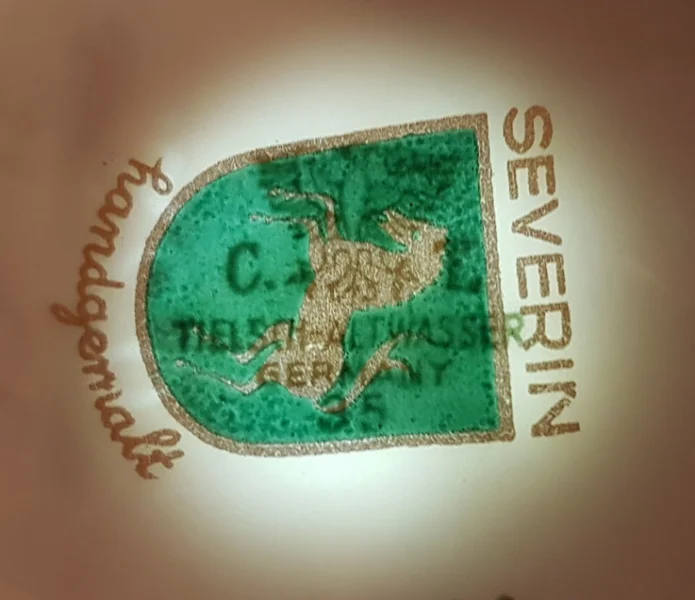 handgemalt
SEVERIN
TIELSCH-ALTWASSER
GERMANY